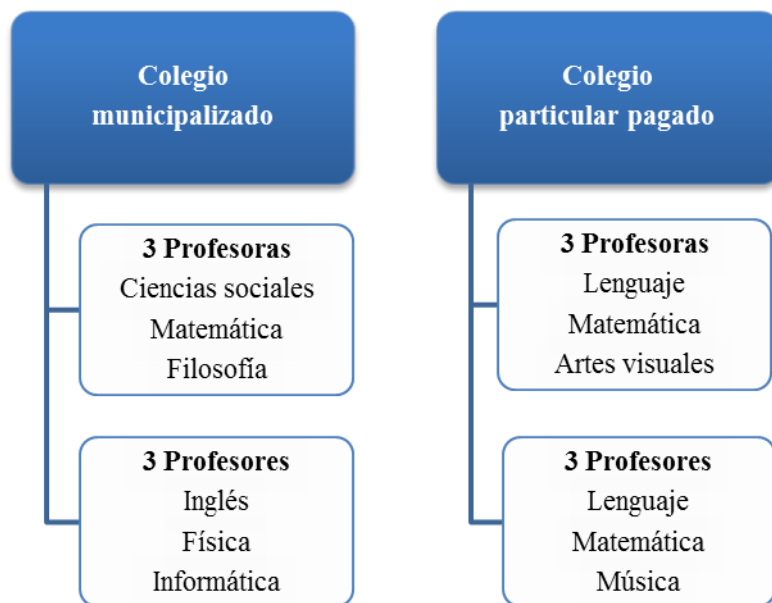 Colegio
municipalizado
3 Profesoras
Ciencias sociales
Matemática
Filosofía
3 Profesores
Inglés
Física
Informática
Colegio
particular pagado
3 Profesoras
Lenguaje
Matemática
Artes visuales
3 Profesores
Lenguaje
Matemática
Música